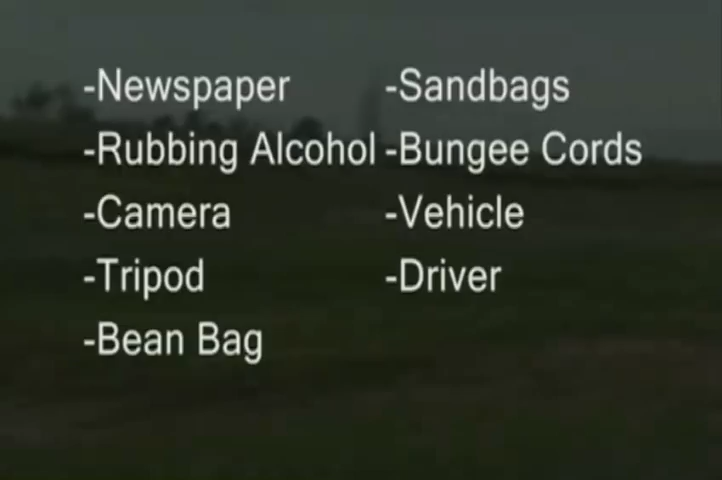 -Newspaper
-Rubbing Alcohol
-Camera
-Tripod
-Bean Bag
-Sandbags
-Bungee Cords
-Vehicle
-Driver